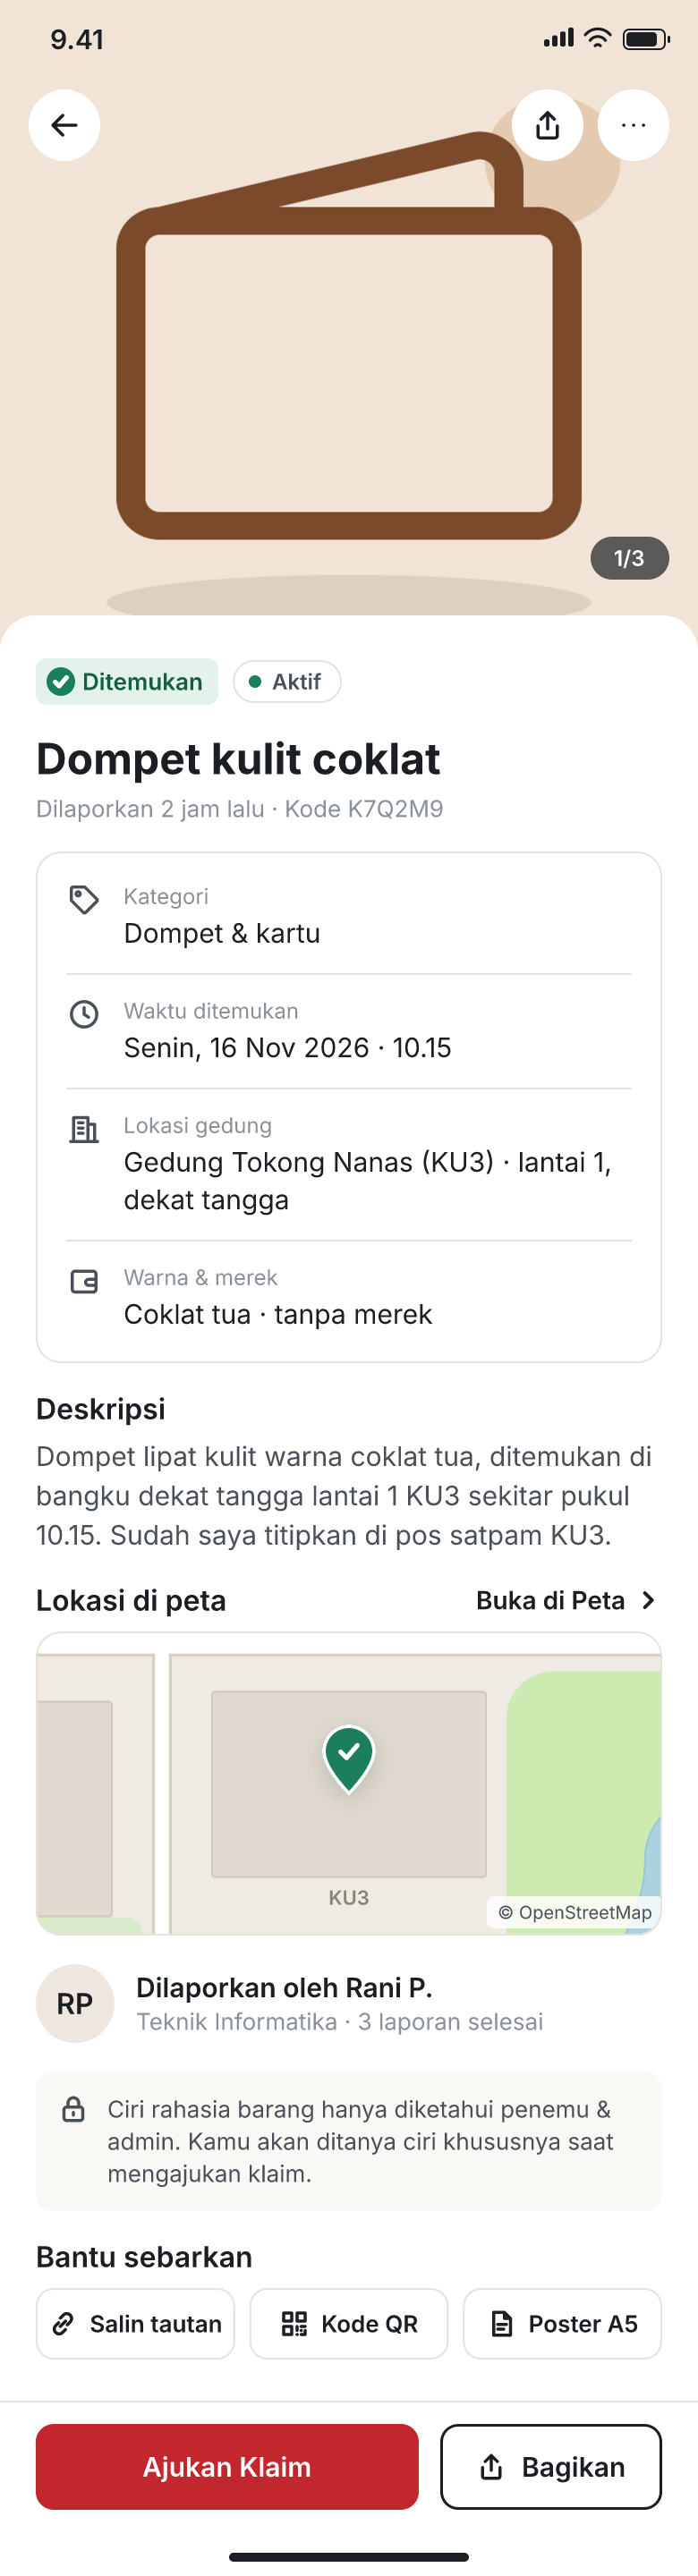 9.41
1/3
Ditemukan
Aktif
Dompet kulit coklat
Dilaporkan 2 jam lalu · Kode K7Q2M9
Kategori
Dompet & kartu
Waktu ditemukan
Senin, 16 Nov 2026 · 10.15
Lokasi gedung
Gedung Tokong Nanas (KU3) · lantai 1,
dekat tangga
Warna & merek
Coklat tua · tanpa merek
Deskripsi
Dompet lipat kulit warna coklat tua, ditemukan di
bangku dekat tangga lantai 1 KU3 sekitar pukul
10.15. Sudah saya titipkan di pos satpam KU3.
Lokasi di peta
Buka di Peta
KU3
© OpenStreetMap
RP
Dilaporkan oleh Rani P.
Teknik Informatika · 3 laporan selesai
Ciri rahasia barang hanya diketahui penemu &
admin. Kamu akan ditanya ciri khususnya saat
mengajukan klaim.
Bantu sebarkan
Salin tautan
Kode QR
Poster A5
Ajukan Klaim
Bagikan